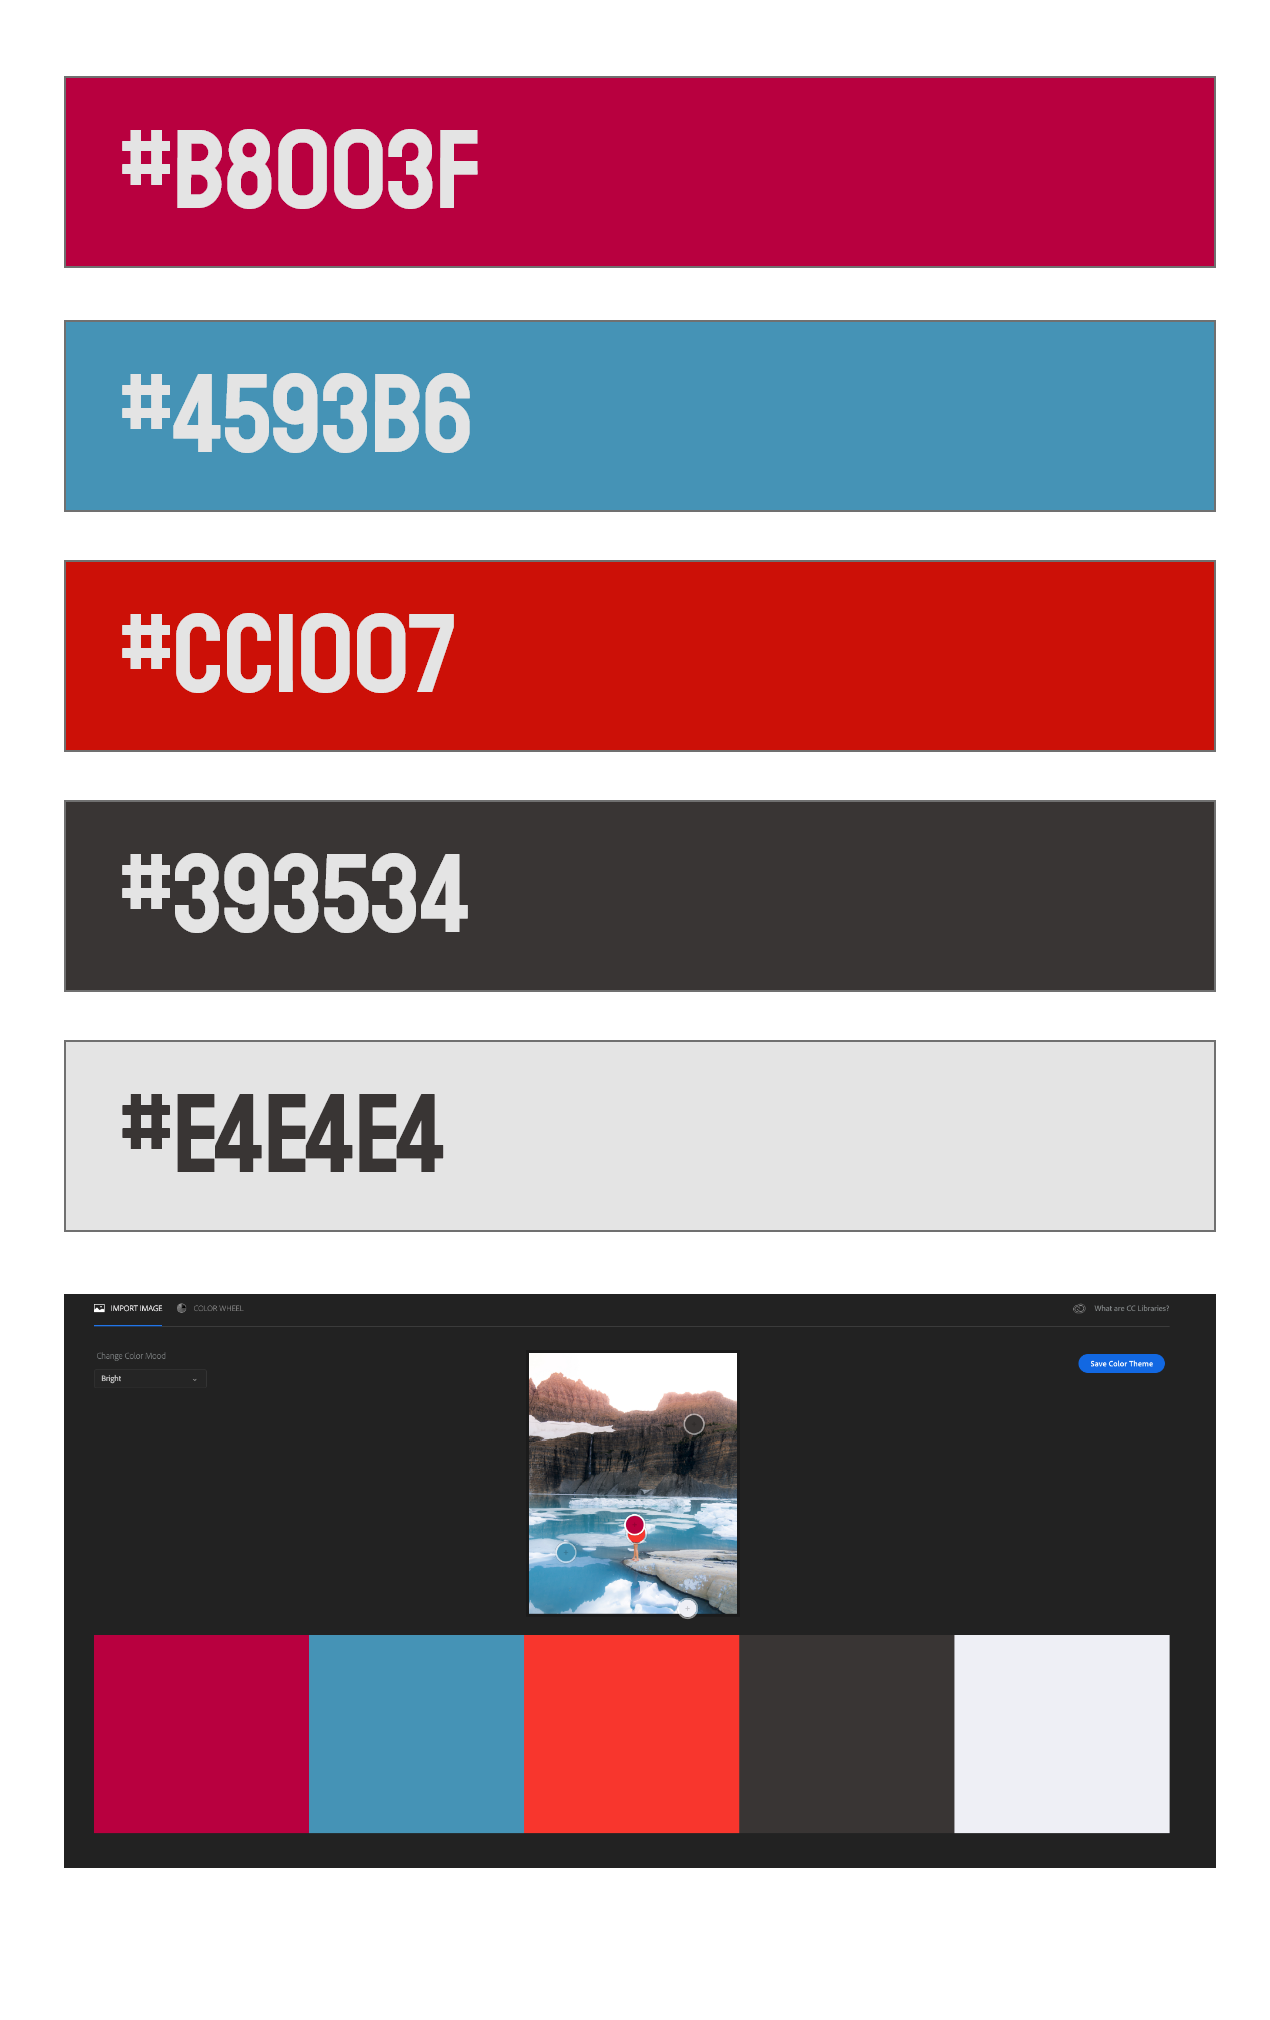 #B8003F
#4593B6
#CC1007
#393534
#E4E4E4
IMPORT IMAGE COLOR WHEEL What are CC Libraries?
Change Color Mood
Bright
Save Color Theme